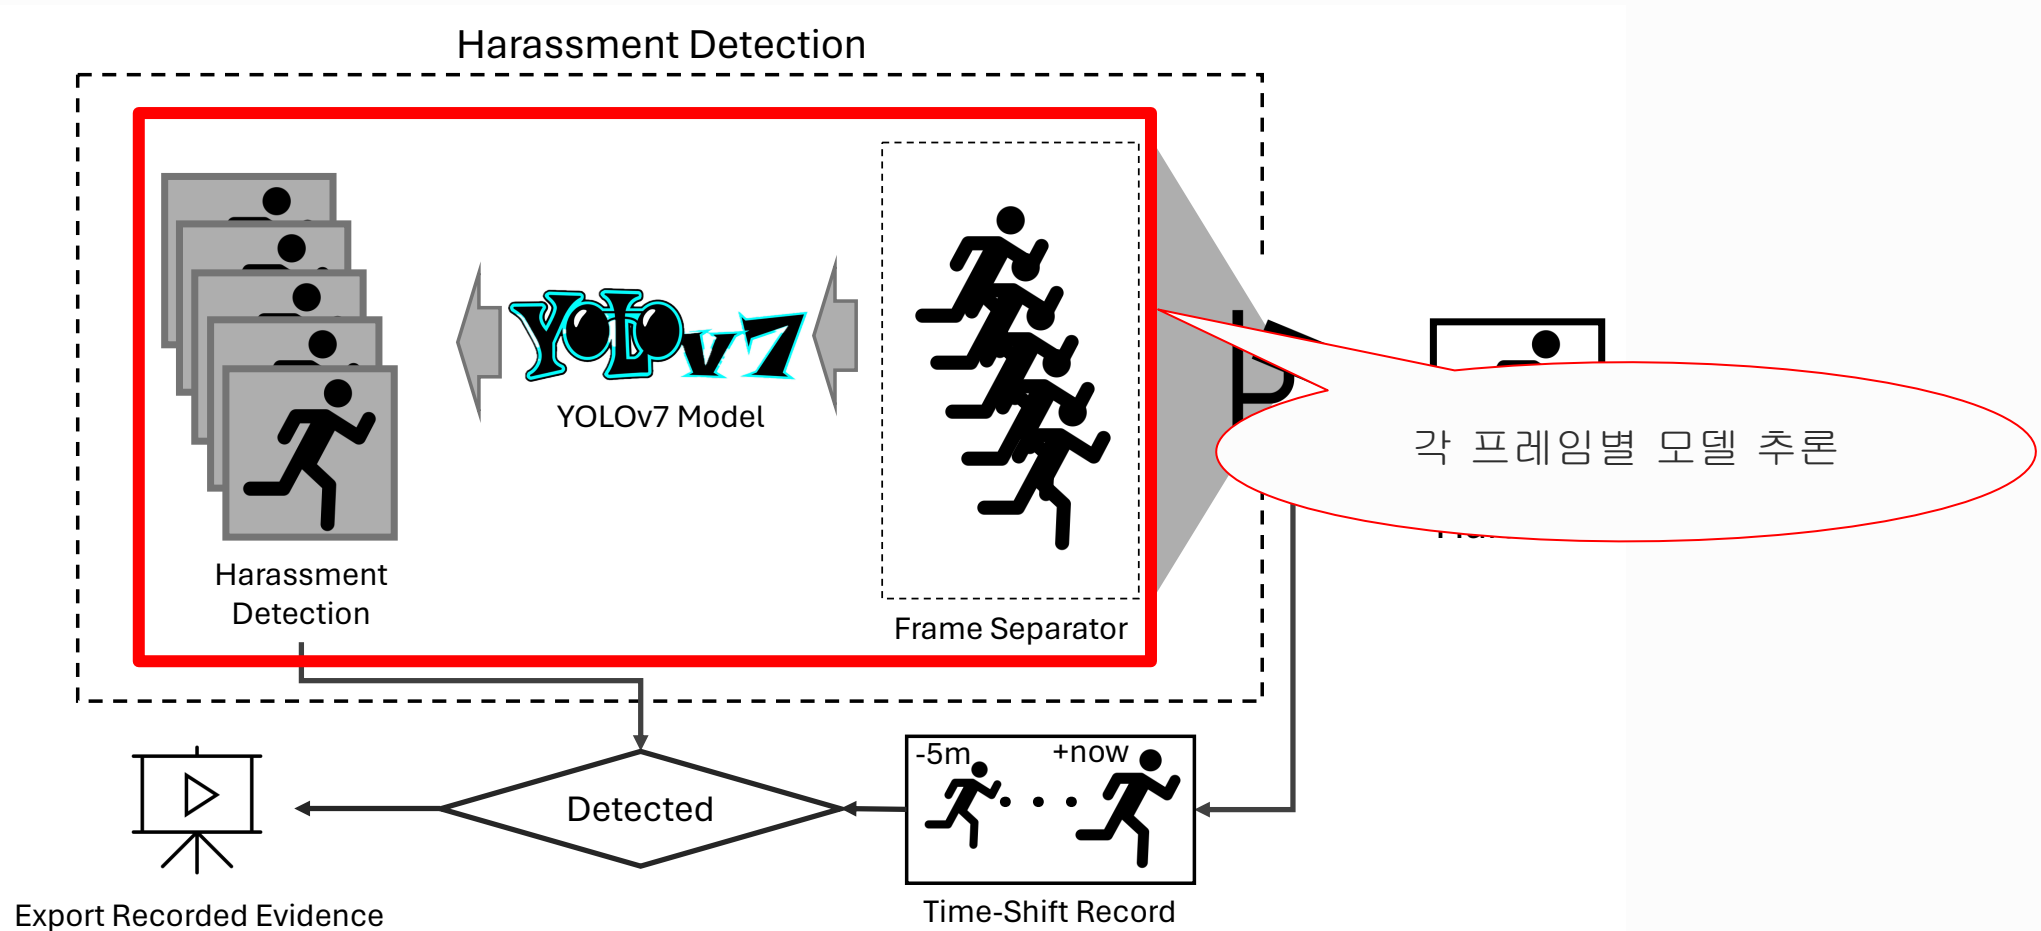 Harassment Detection
YOLOv7
YOLOv7 Model
각 프레임별 모델 추론
Harassment
Detection
Frame Separator
-5m
+now
Detected
Time-Shift Record
Export Recorded Evidence